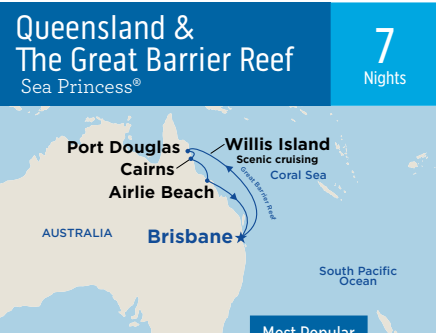 Queensland &
The Great Barrier Reef
Sea Princess®
7
Nights
Port Douglas
Willis Island
Scenic cruising
Cairns
Coral Sea
Great Barrier Reef
Airlie Beach
AUSTRALIA
Brisbane
South Pacific
Ocean
Most Popular